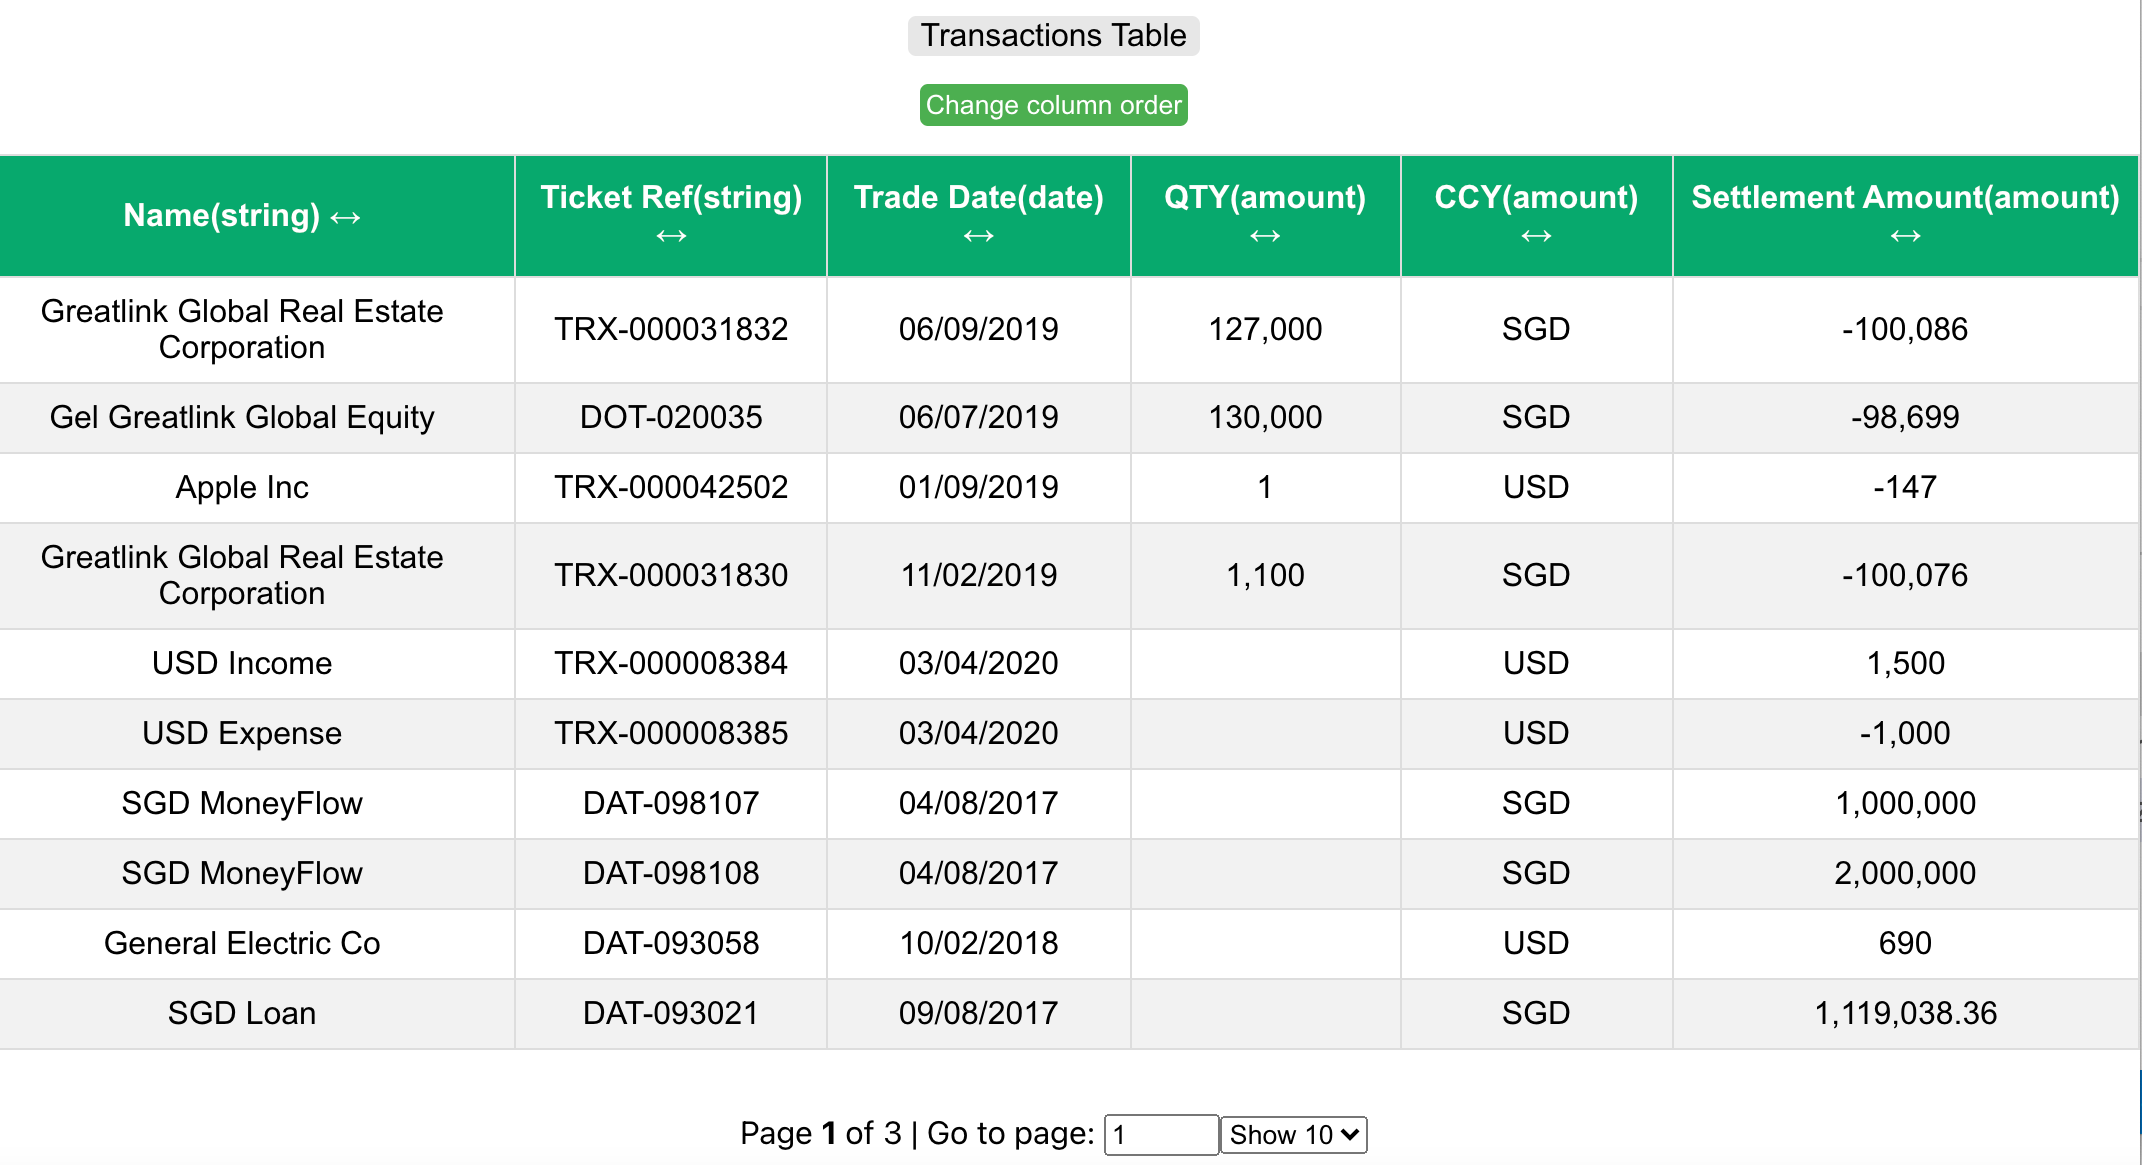 Transactions Table
Change column order
Name(string) ↔ Ticket Ref(string) ↔ Trade Date(date) ↔ QTY(amount) ↔ CCY(amount) ↔ Settlement Amount(amount) ↔
Greatlink Global Real Estate Corporation TRX-000031832 06/09/2019 127,000 SGD -100,086
Gel Greatlink Global Equity DOT-020035 06/07/2019 130,000 SGD -98,699
Apple Inc TRX-000042502 01/09/2019 1 USD -147
Greatlink Global Real Estate Corporation TRX-000031830 11/02/2019 1,100 SGD -100,076
USD Income TRX-000008384 03/04/2020 USD 1,500
USD Expense TRX-000008385 03/04/2020 USD -1,000
SGD MoneyFlow DAT-098107 04/08/2017 SGD 1,000,000
SGD MoneyFlow DAT-098108 04/08/2017 SGD 2,000,000
General Electric Co DAT-093058 10/02/2018 USD 690
SGD Loan DAT-093021 09/08/2017 SGD 1,119,038.36
Page 1 of 3 | Go to page: 1 Show 10